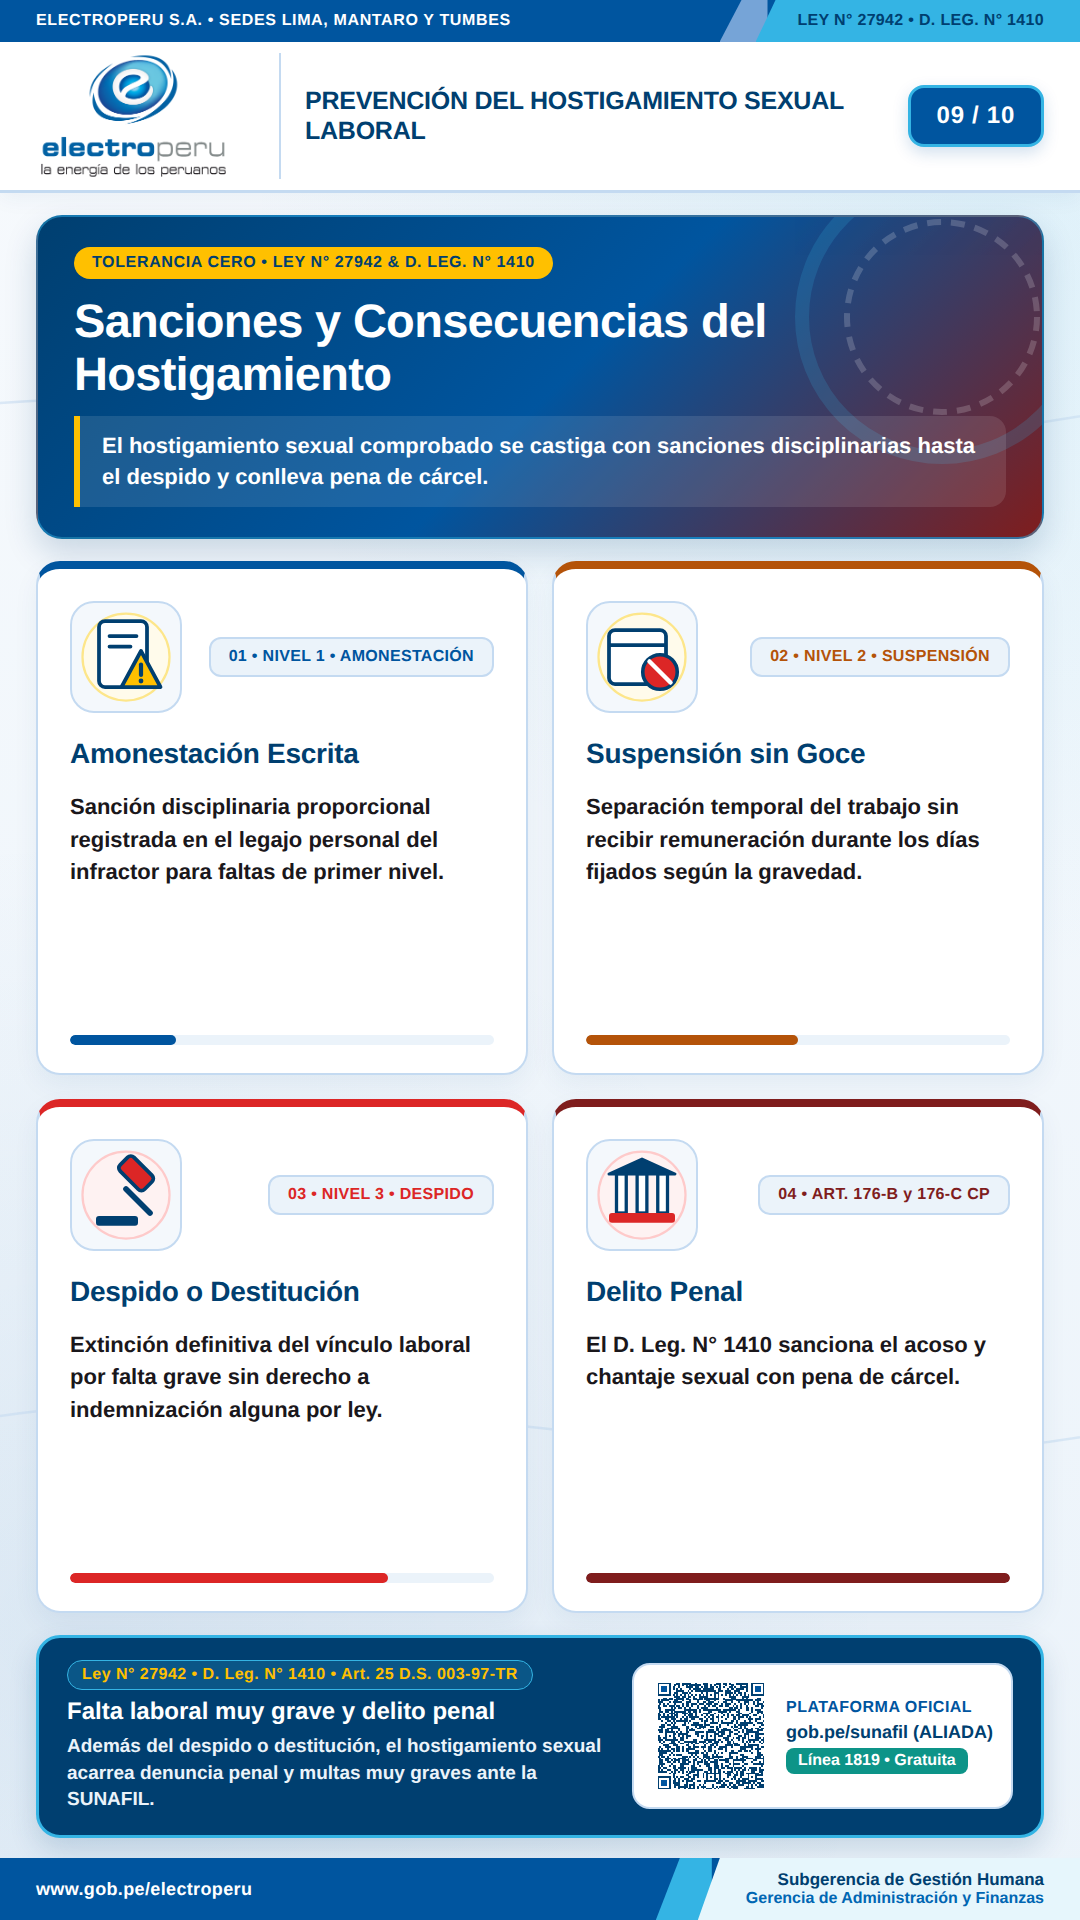 ELECTROPERU S.A. • SEDES LIMA, MANTARO Y TUMBES
LEY N° 27942 • D. LEG. N° 1410
electroperu
la energía de los peruanos
PREVENCIÓN DEL HOSTIGAMIENTO SEXUAL
LABORAL
09 / 10
TOLERANCIA CERO • LEY N° 27942 & D. LEG. N° 1410
Sanciones y Consecuencias del
Hostigamiento
El hostigamiento sexual comprobado se castiga con sanciones disciplinarias hasta
el despido y conlleva pena de cárcel.
01 • NIVEL 1 • AMONESTACIÓN
Amonestación Escrita
Sanción disciplinaria proporcional
registrada en el legajo personal del
infractor para faltas de primer nivel.
02 • NIVEL 2 • SUSPENSIÓN
Suspensión sin Goce
Separación temporal del trabajo sin
recibir remuneración durante los días
fijados según la gravedad.
03 • NIVEL 3 • DESPIDO
Despido o Destitución
Extinción definitiva del vínculo laboral
por falta grave sin derecho a
indemnización alguna por ley.
04 • ART. 176-B y 176-C CP
Delito Penal
El D. Leg. N° 1410 sanciona el acoso y
chantaje sexual con pena de cárcel.
Ley N° 27942 • D. Leg. N° 1410 • Art. 25 D.S. 003-97-TR
Falta laboral muy grave y delito penal
Además del despido o destitución, el hostigamiento sexual
acarrea denuncia penal y multas muy graves ante la
SUNAFIL.
PLATAFORMA OFICIAL
gob.pe/sunafil (ALIADA)
Línea 1819 • Gratuita
www.gob.pe/electroperu
Subgerencia de Gestión Humana
Gerencia de Administración y Finanzas